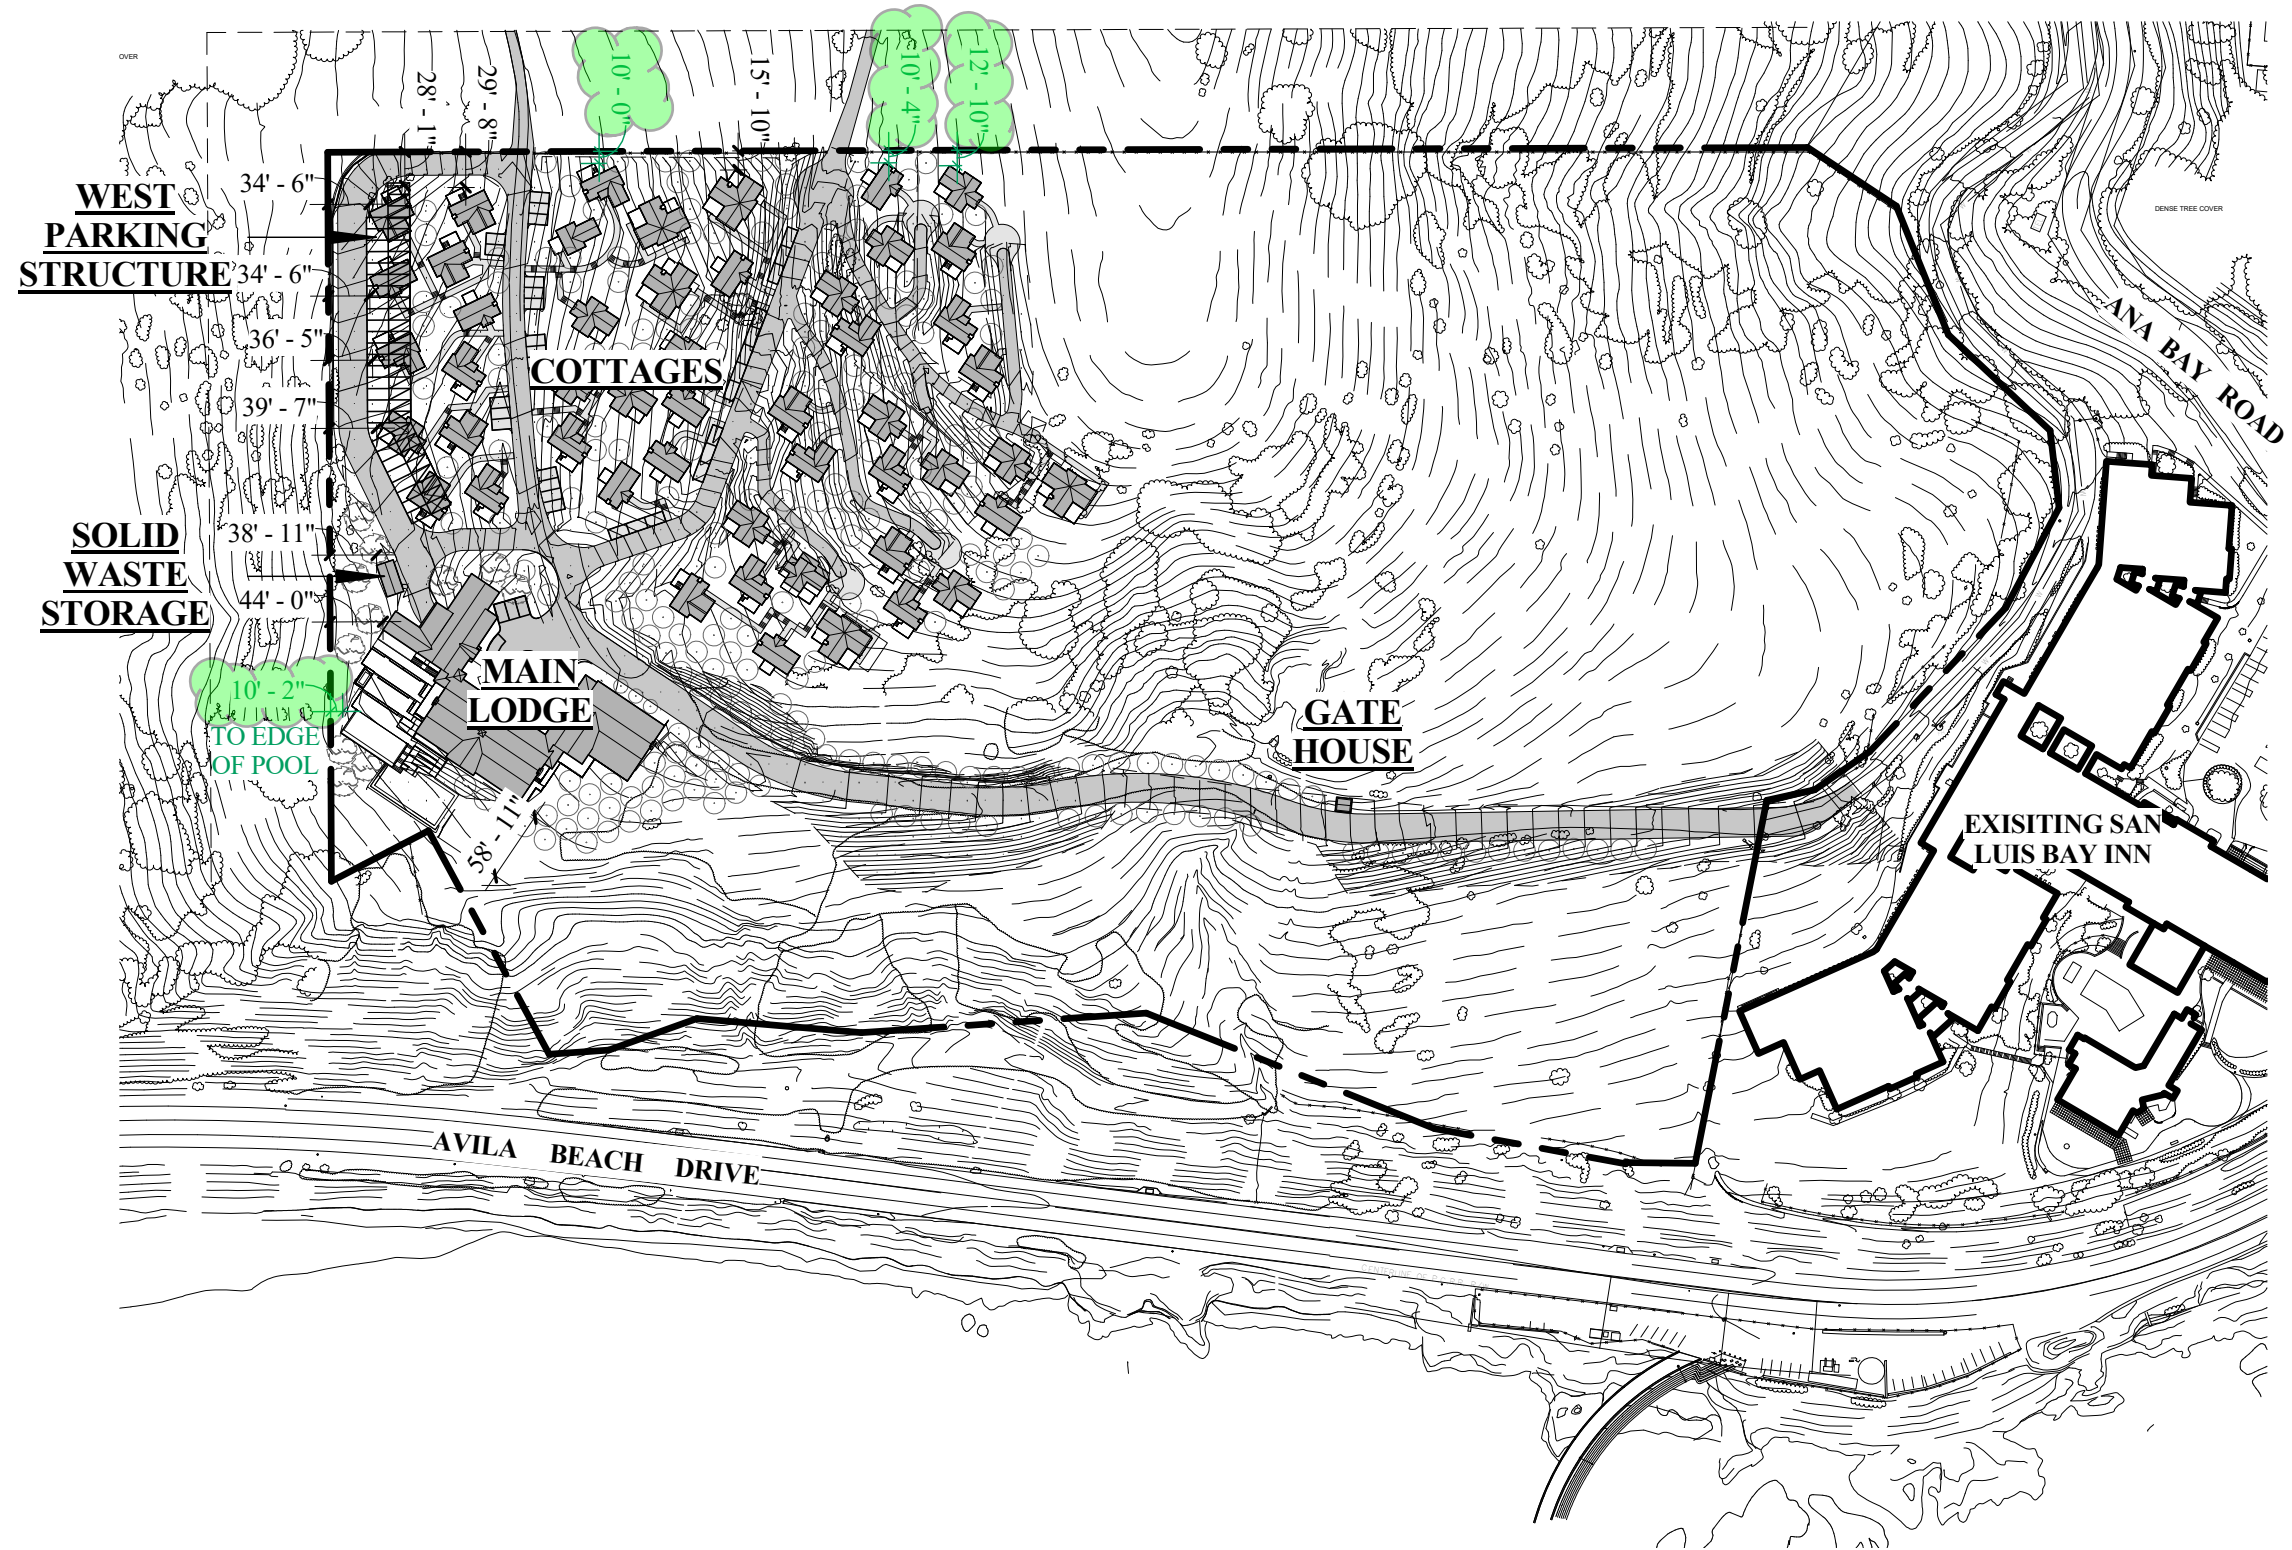 OVER
28' - 1"
29' - 8"
10' - 0"
15' - 10"
10' - 4"
12' - 10"
WEST
PARKING
STRUCTURE
34' - 6"
34' - 6"
36' - 5"
39' - 7"
DENSE TREE COVER
ANA BAY ROAD
COTTAGES
SOLID
WASTE
STORAGE
38' - 11"
44' - 0"
10' - 2"
TO EDGE
OF POOL
MAIN
LODGE
58' - 11"
GATE
HOUSE
EXISITING SAN
LUIS BAY INN
AVILA BEACH DRIVE